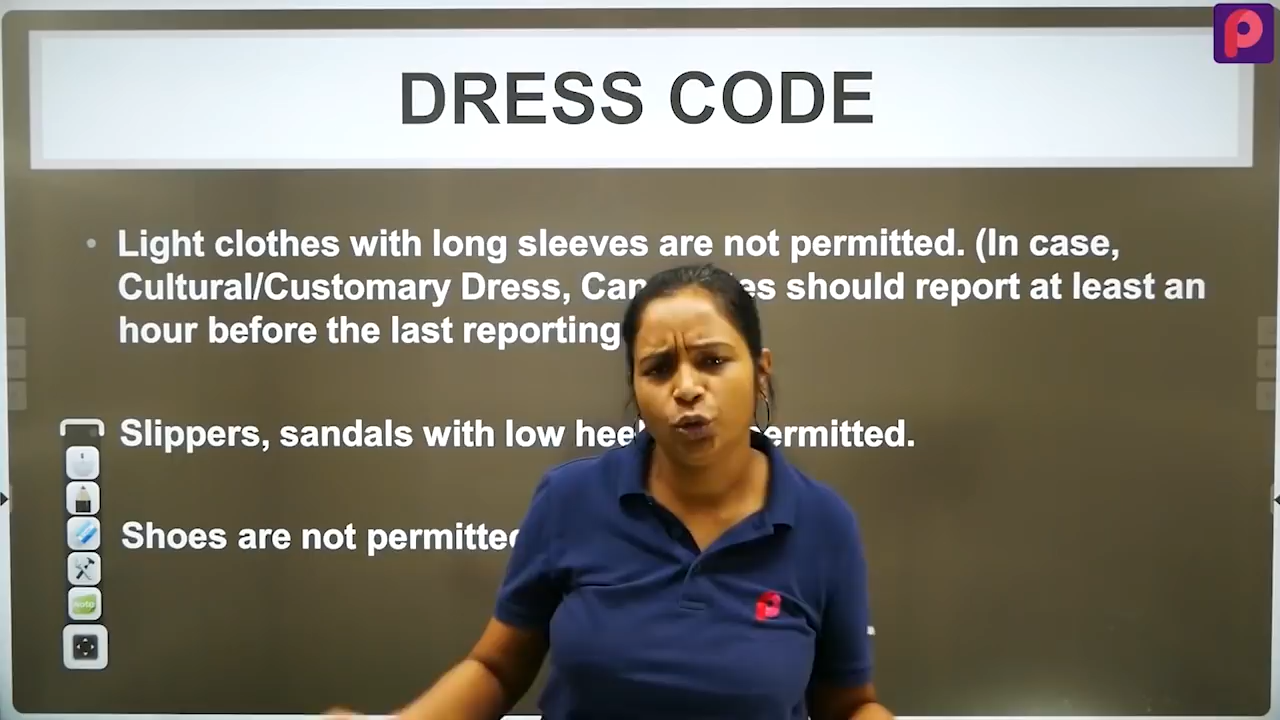 DRESS CODE
Light clothes with long sleeves are not permitted. (In case,
Cultural/Customary Dress, should report at least an
hour before the last reporting
Slippers, sandals with low
Shoes are not permitted